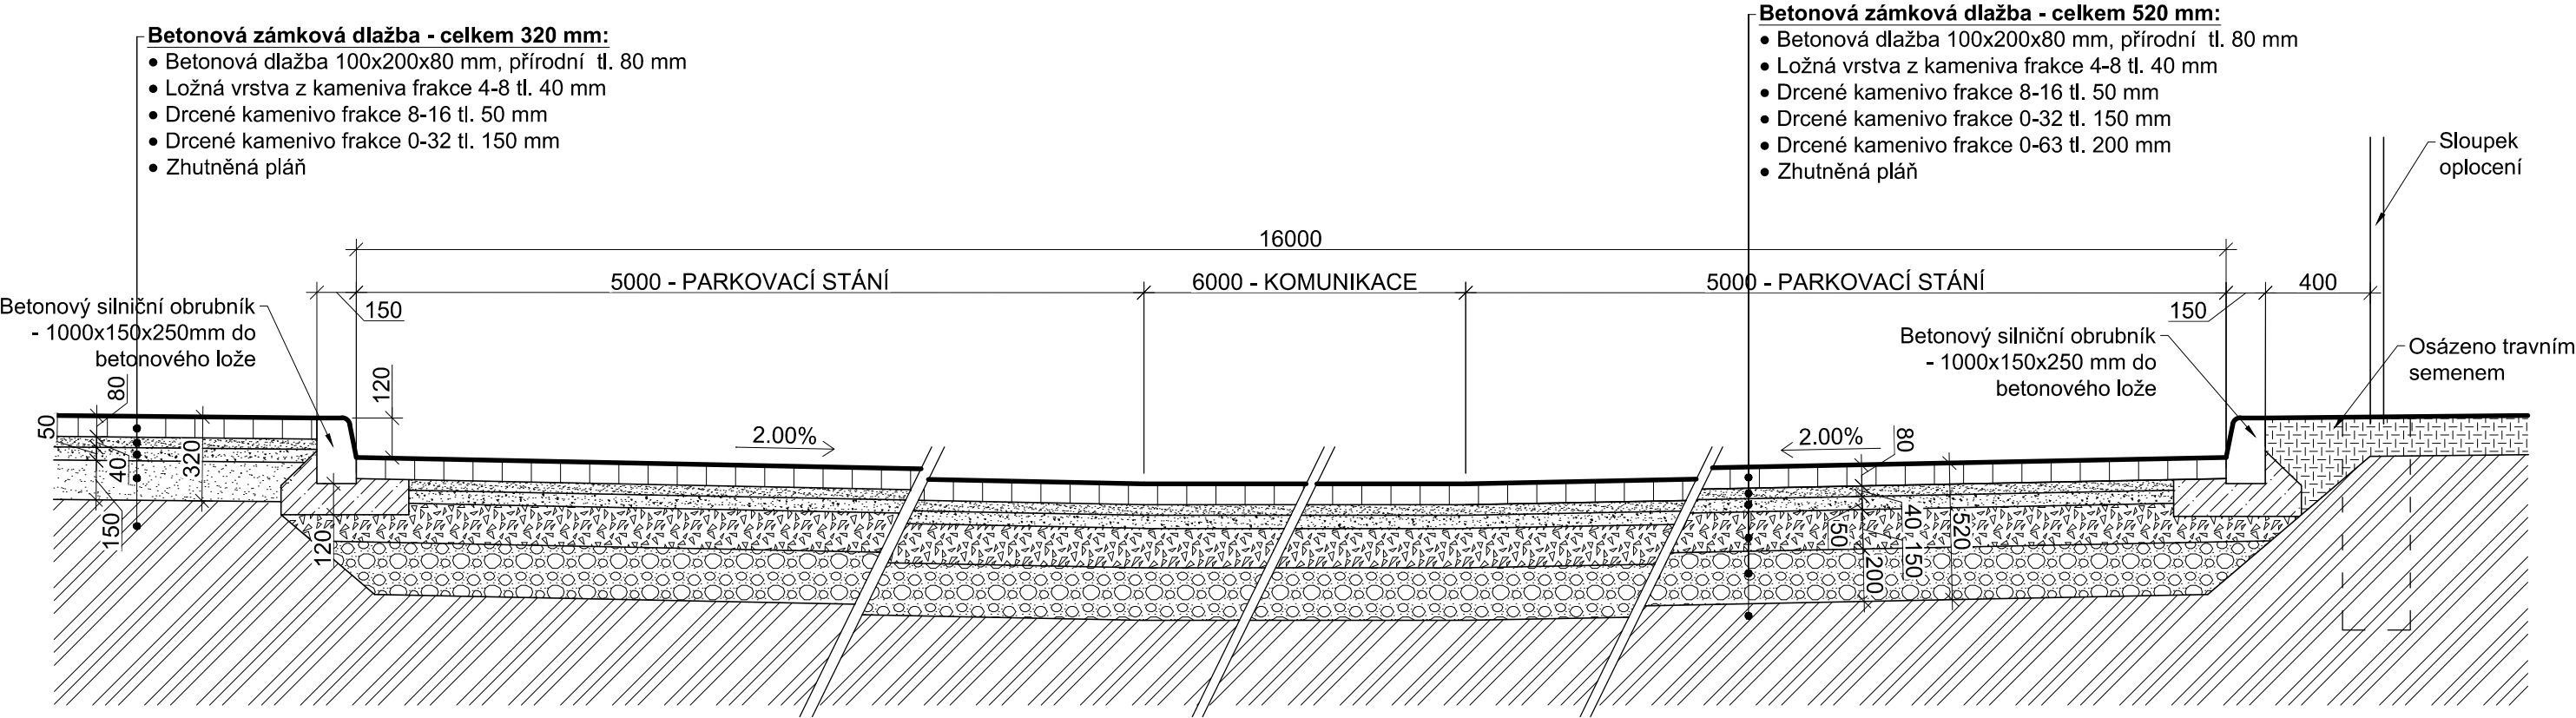 Betonová zámková dlažba - celkem 320 mm:
• Betonová dlažba 100x200x80 mm, přírodní tl. 80 mm
• Ložná vrstva z kameniva frakce 4-8 tl. 40 mm
• Drcené kamenivo frakce 8-16 tl. 50 mm
• Drcené kamenivo frakce 0-32 tl. 150 mm
• Zhutněná pláň
Betonová zámková dlažba - celkem 520 mm:
• Betonová dlažba 100x200x80 mm, přírodní tl. 80 mm
• Ložná vrstva z kameniva frakce 4-8 tl. 40 mm
• Drcené kamenivo frakce 8-16 tl. 50 mm
• Drcené kamenivo frakce 0-32 tl. 150 mm
• Drcené kamenivo frakce 0-63 tl. 200 mm
• Zhutněná pláň
Sloupek
oplocení
16000
5000 - PARKOVACÍ STÁNÍ
6000 - KOMUNIKACE
5000 - PARKOVACÍ STÁNÍ
400
150
150
Betonový silniční obrubník
- 1000x150x250mm do
betonového lože
Betonový silniční obrubník
- 1000x150x250 mm do
betonového lože
Osázeno travním
semenem
80
120
50
40
320
150
120
2.00%
2.00%
80
40
50
150
520
200